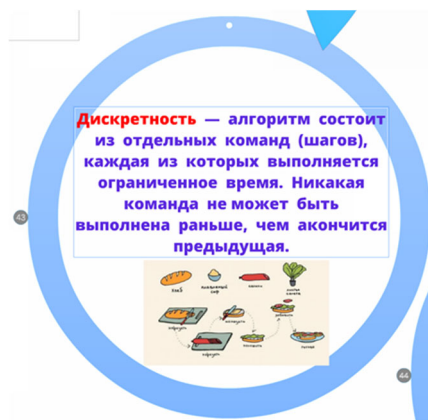 Дискретность — алгоритм состоит
из отдельных команд (шагов),
каждая из которых выполняется
ограниченное время. Никакая
команда не может быть
выполнена раньше, чем акончится
предыдущая.
43
хлеб
44